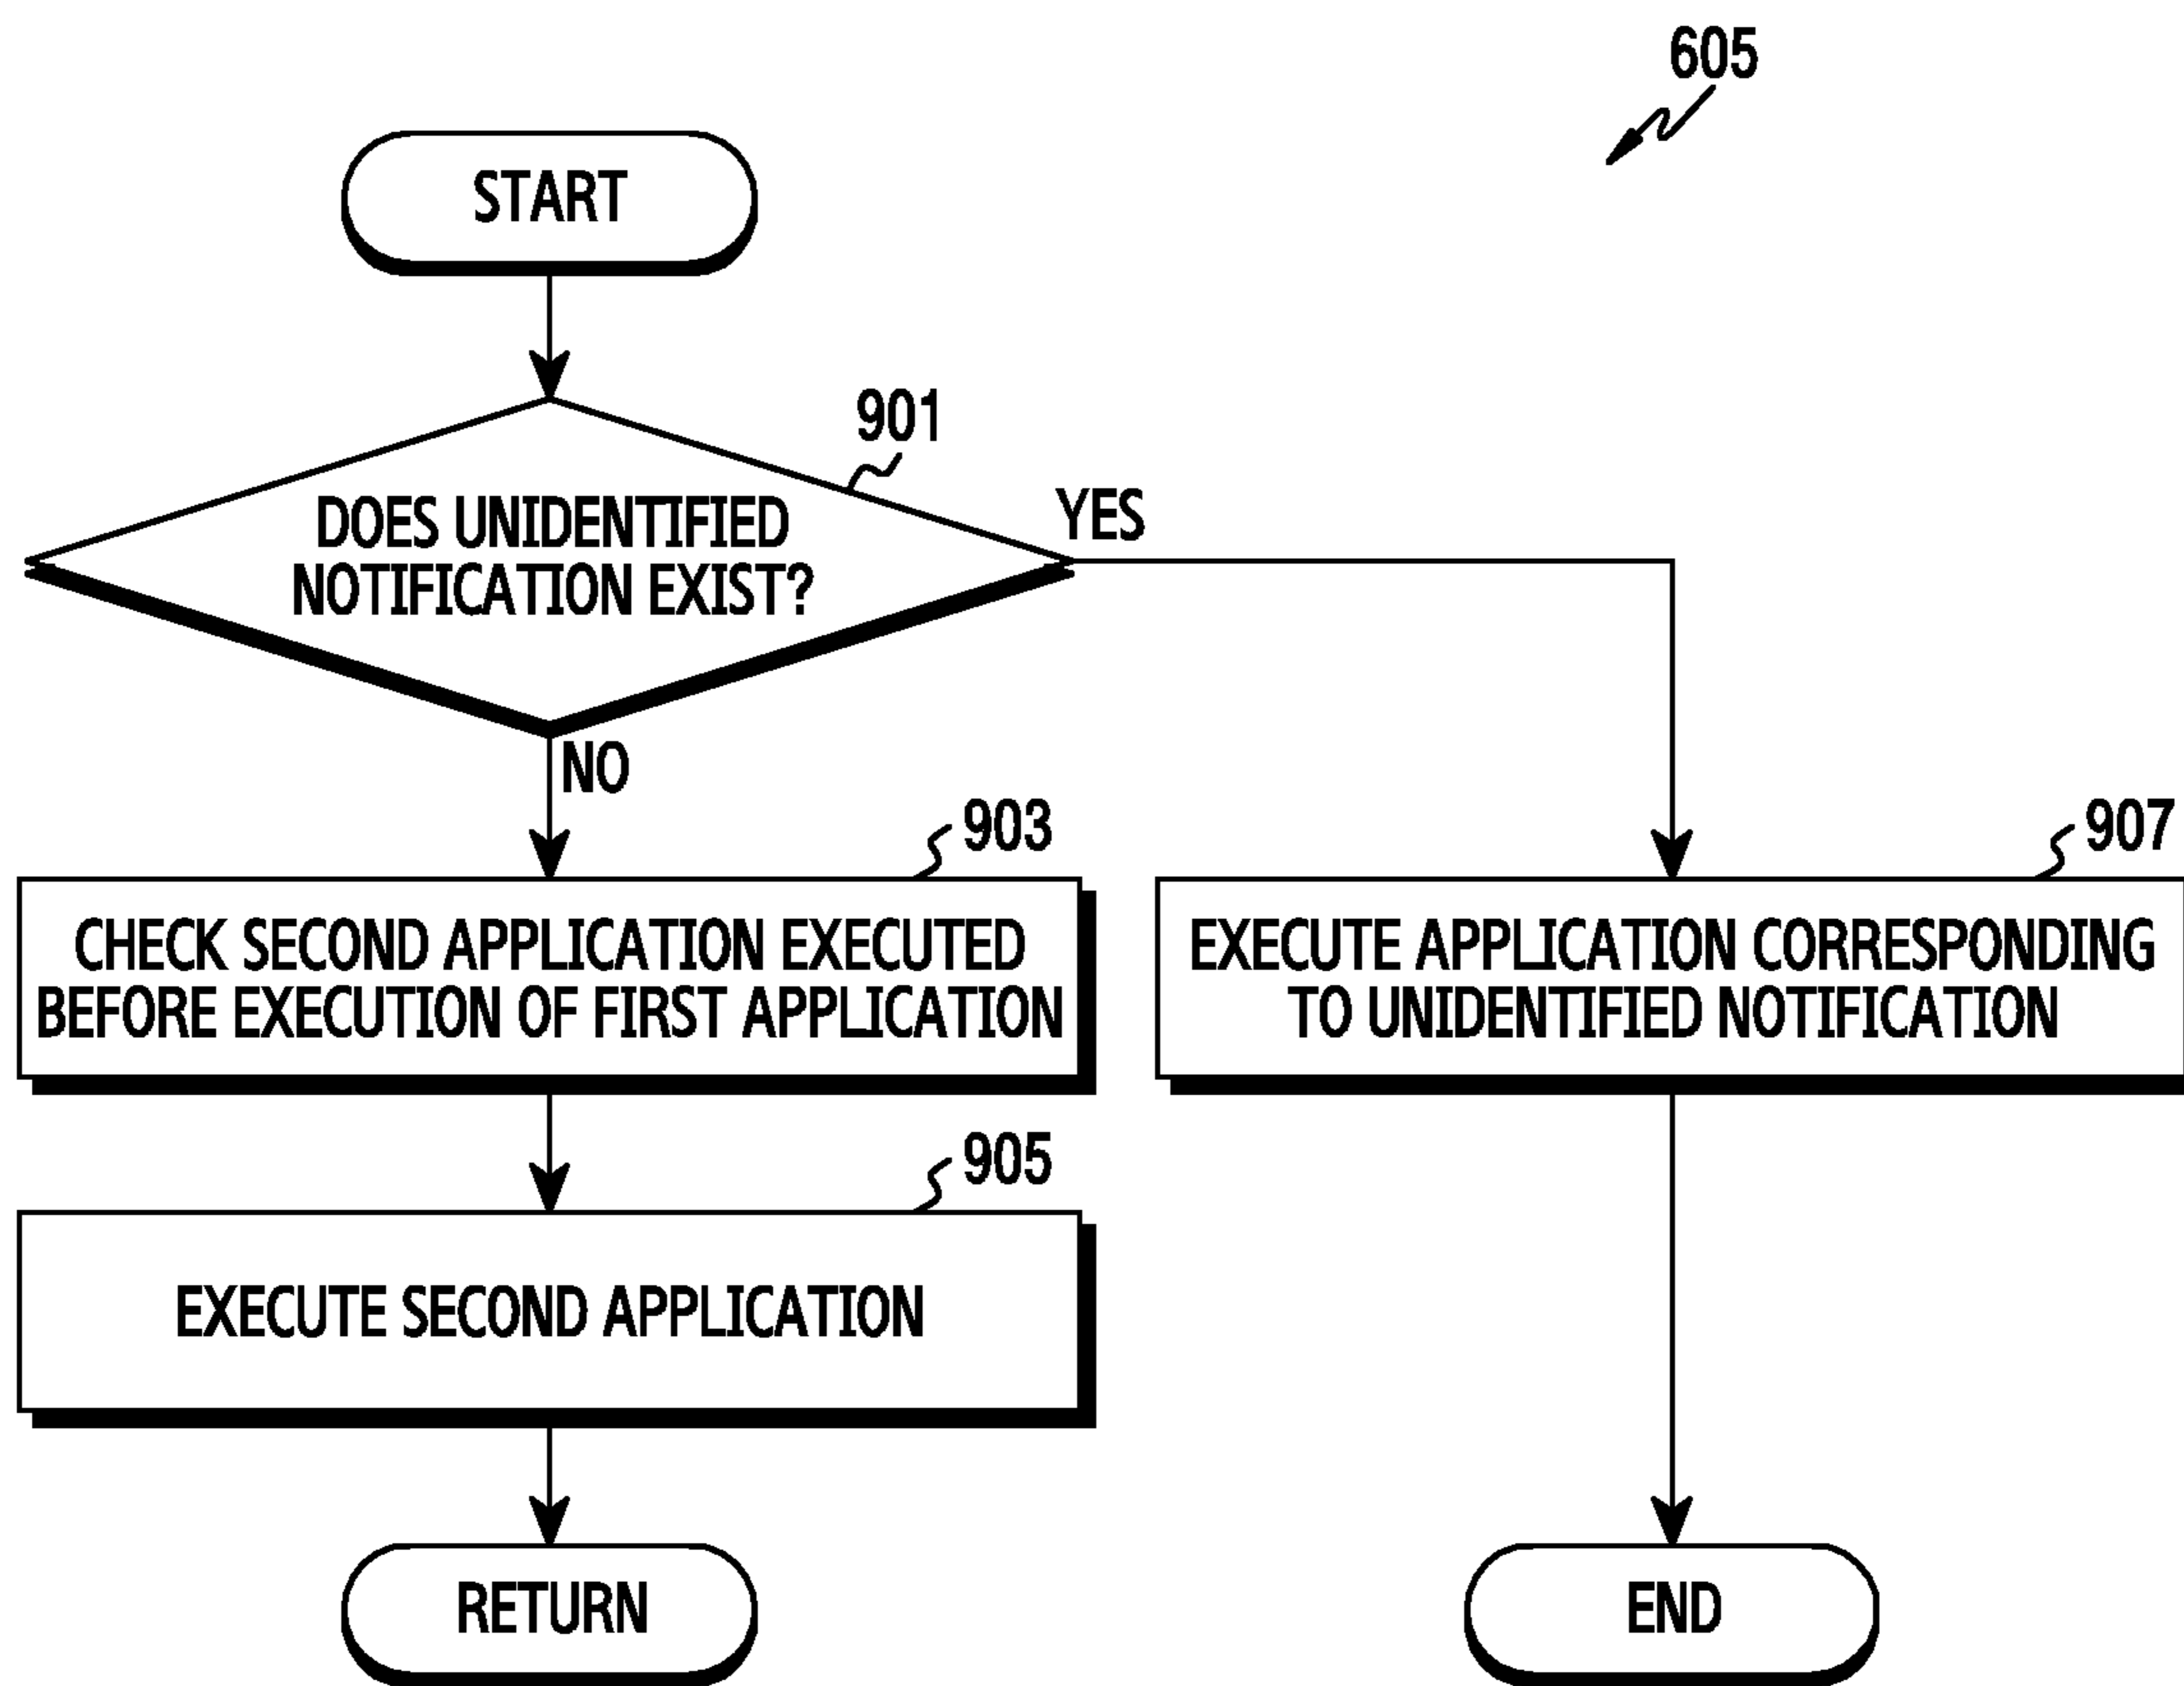 605
START
901
DOES UNIDENTIFIED
NOTIFICATION EXIST?
YES
NO
903
CHECK SECOND APPLICATION EXECUTED
BEFORE EXECUTION OF FIRST APPLICATION
907
EXECUTE APPLICATION CORRESPONDING
TO UNIDENTIFIED NOTIFICATION
905
EXECUTE SECOND APPLICATION
RETURN
END